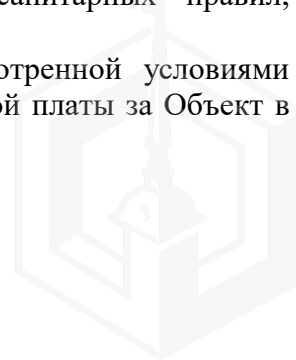 санитарных правил,
отренной условиями
ой платы за Объект в